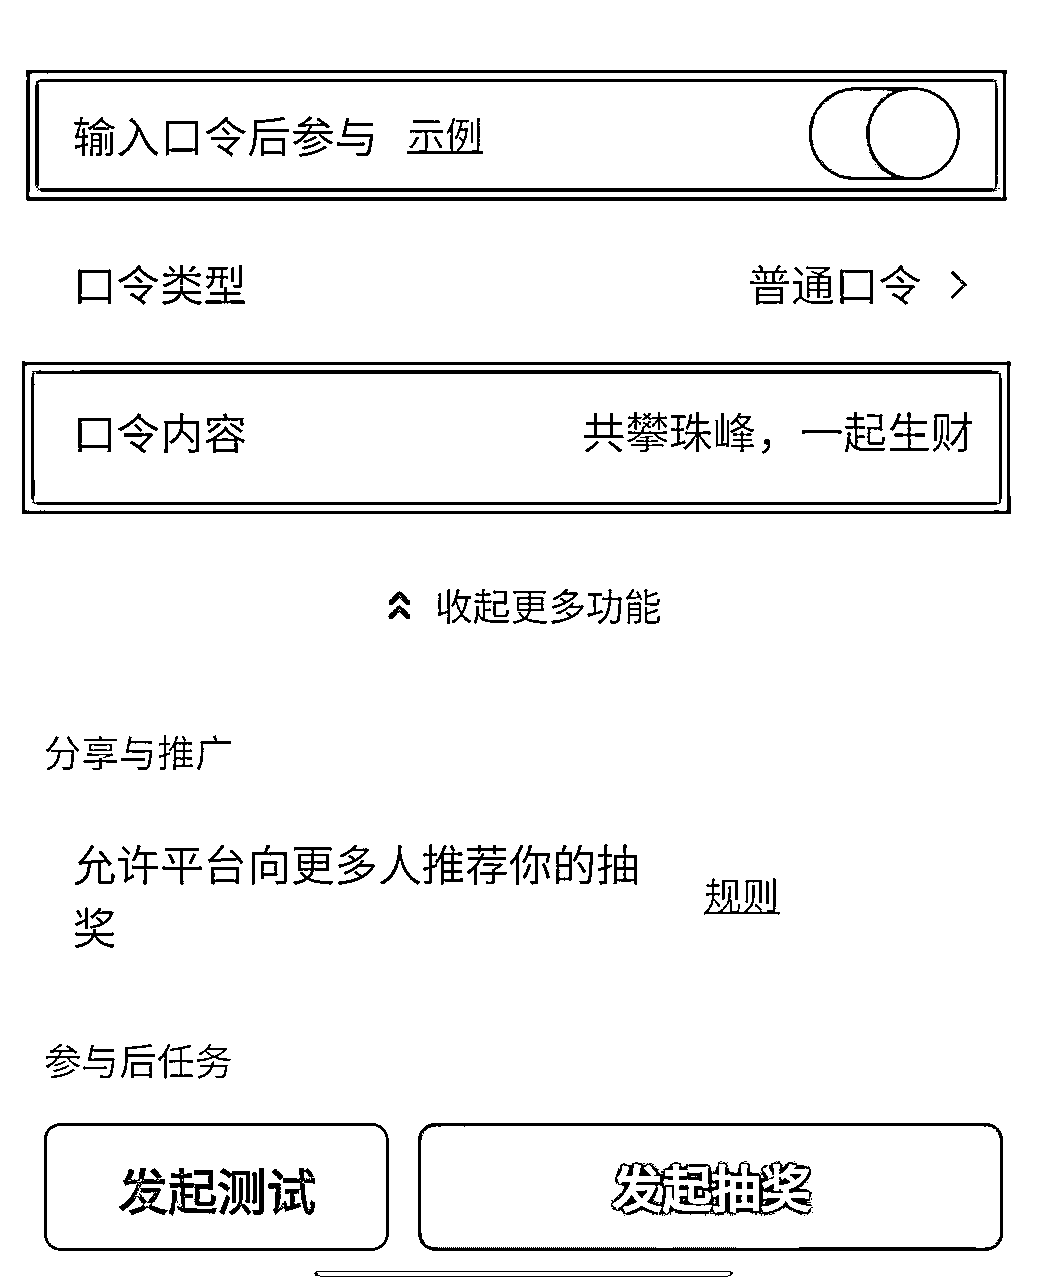 输入口令后参与 示例
口令类型 普通口令
口令内容 共攀珠峰，一起生财
收起更多功能
分享与推广
允许平台向更多人推荐你的抽
奖 规则
参与后任务
发起测试 发起抽奖